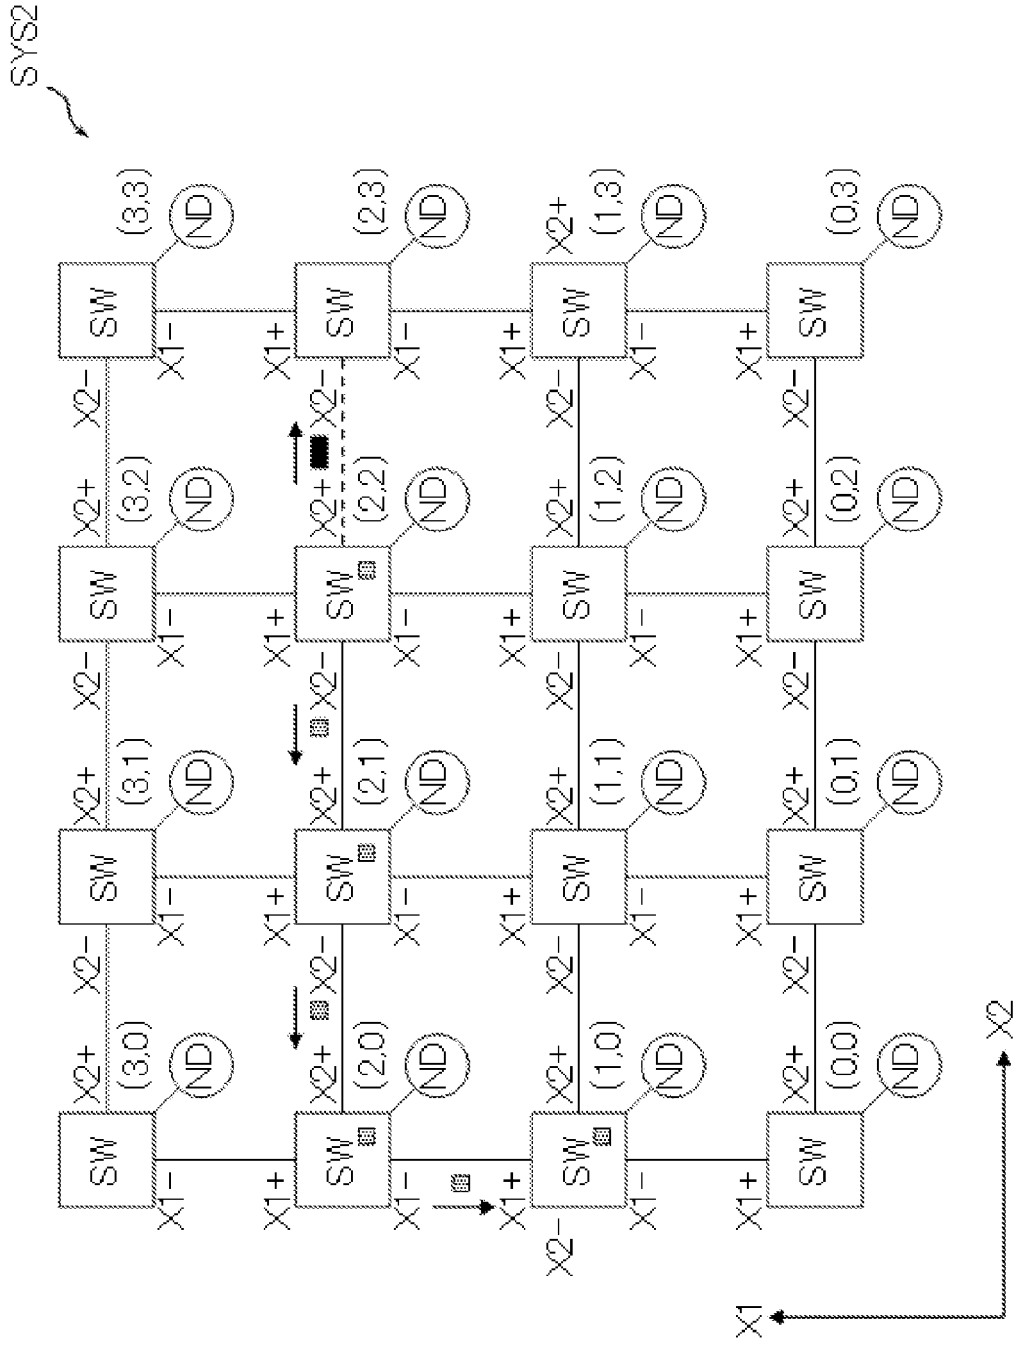 SYS2
X2+ X2- X2+ X2- X2+ X2-
SW SW SW SW
(3,0) (3,1) (3,2) (3,3)
X1- X1- X1- X1-
ND ND ND ND
X1+ X1+ X1+ X1+
X2+ X2- X2+ X2- X2+ X2-
SW SW SW SW
(2,0) (2,1) (2,2) (2,3)
X1- X1- X1- X1-
ND ND ND ND
X1+ X1+ X1+ X1+
X2- X2+ X2- X2+ X2- X2+ X2- X2+
SW SW SW SW
(1,0) (1,1) (1,2) (1,3)
X1- X1- X1- X1-
ND ND ND ND
X1 X1+ X1+ X1+ X1+
X2+ X2- X2+ X2- X2+ X2-
SW SW SW SW
(0,0) (0,1) (0,2) (0,3)
ND ND ND ND
X2